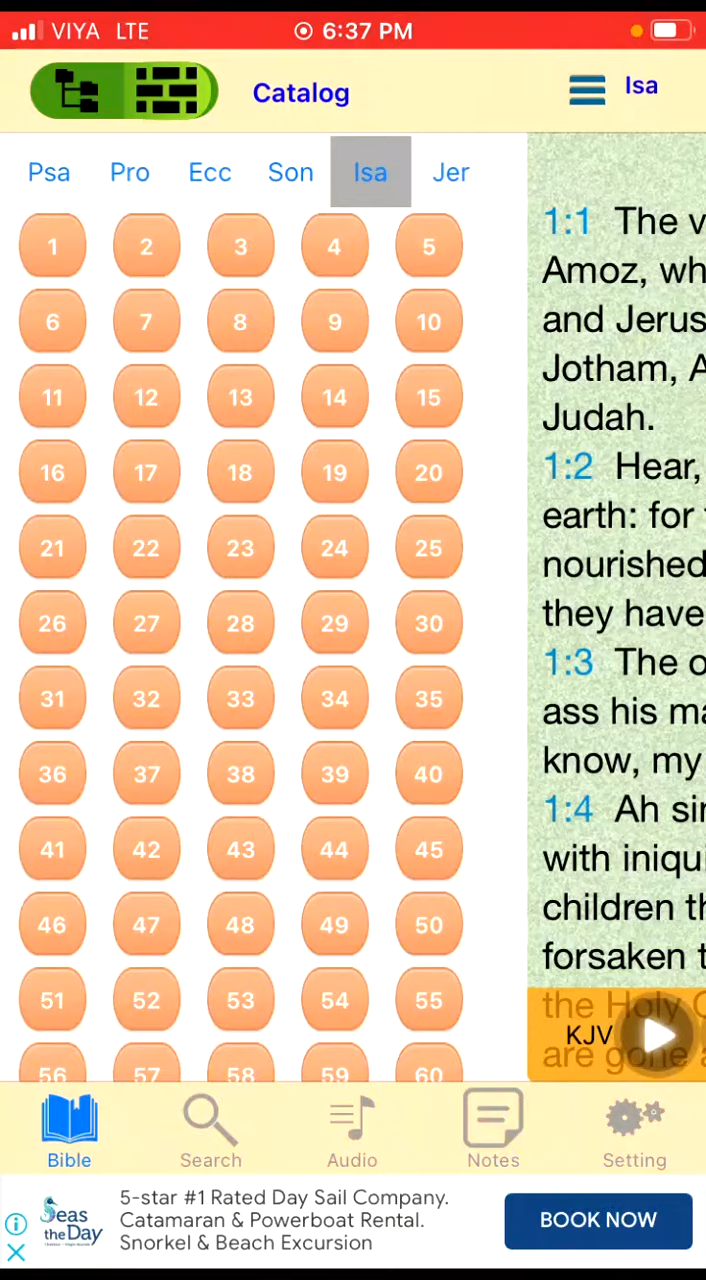 VIYA LTE 6:37 PM
Catalog Isa
Psa Pro Ecc Son Isa Jer
1 2 3 4 5
6 7 8 9 10
11 12 13 14 15
16 17 18 19 20
21 22 23 24 25
26 27 28 29 30
31 32 33 34 35
36 37 38 39 40
41 42 43 44 45
46 47 48 49 50
51 52 53 54 55
56 57 58 59 60
1:1 The v
Amoz, wh
and Jerus
Jotham, A
Judah.
1:2 Hear,
earth: for
nourished
they have
1:3 The o
ass his ma
know, my
1:4 Ah sin
with iniqui
children th
forsaken t
the Holy
are gone a
KJV
Bible Search Audio Notes Setting
Seas
the Day
5-star #1 Rated Day Sail Company.
Catamaran & Powerboat Rental.
Snorkel & Beach Excursion
BOOK NOW